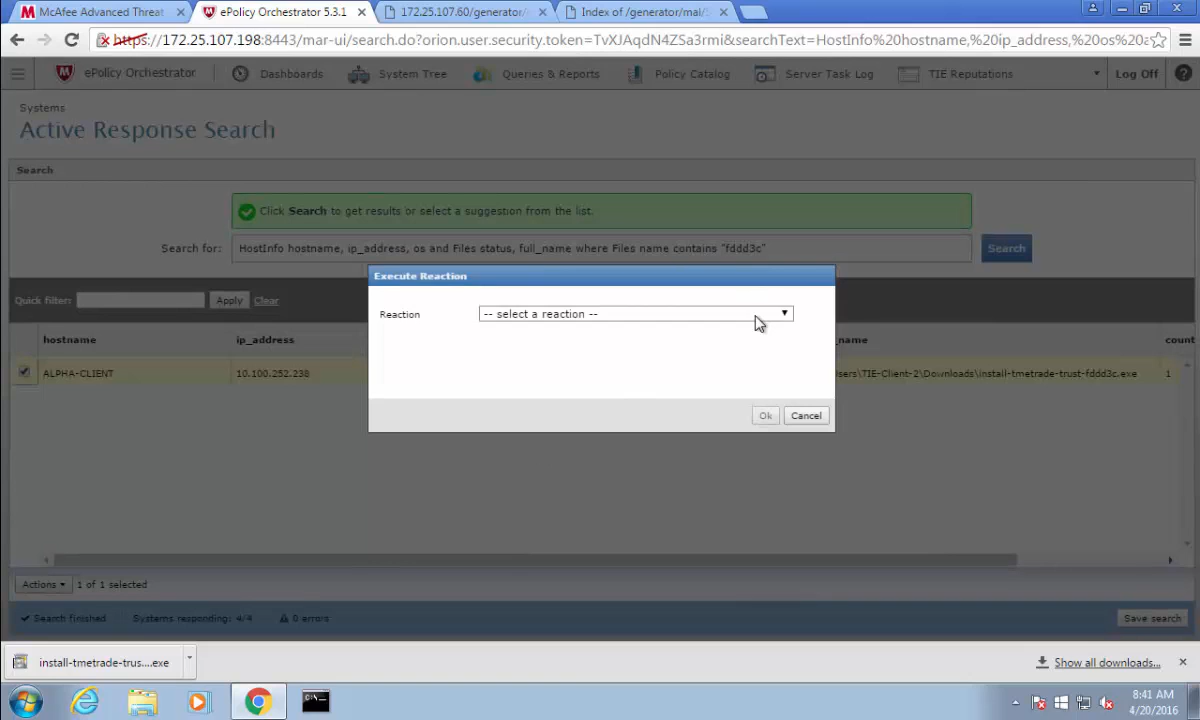 McAfee Advanced Threat
ePolicy Orchestrator 5.3.1
172.25.107.60/generator/
Index of /generator/mal/
https://172.25.107.198:8443/mar-ui/search.do?orion.user.security.token=TvXJAqdN4ZSa3rmi&searchText=HostInfo%20hostname,%20ip_address,%20os%20a
ePolicy Orchestrator
Dashboards
System Tree
Queries & Reports
Policy Catalog
Server Task Log
TIE Reputations
Log Off
?
Systems
Active Response Search
Search
Click Search to get results or select a suggestion from the list.
Search for:
HostInfo hostname, ip_address, os and Files status, full_name where Files name contains "fddd3c"
Search
Execute Reaction
Quick filter:
Apply
Clear
Reaction
-- select a reaction --
hostname
ip_address
_name
count
ALPHA-CLIENT
10.100.252.238
sers\TIE-Client-2\Downloads\install-tmetrade-trust-fddd3c.exe
1
Ok
Cancel
Actions
1 of 1 selected
Search finished
Systems responding: 4/4
0 errors
Save search
install-tmetrade-trus....exe
Show all downloads...
8:41 AM
4/20/2016